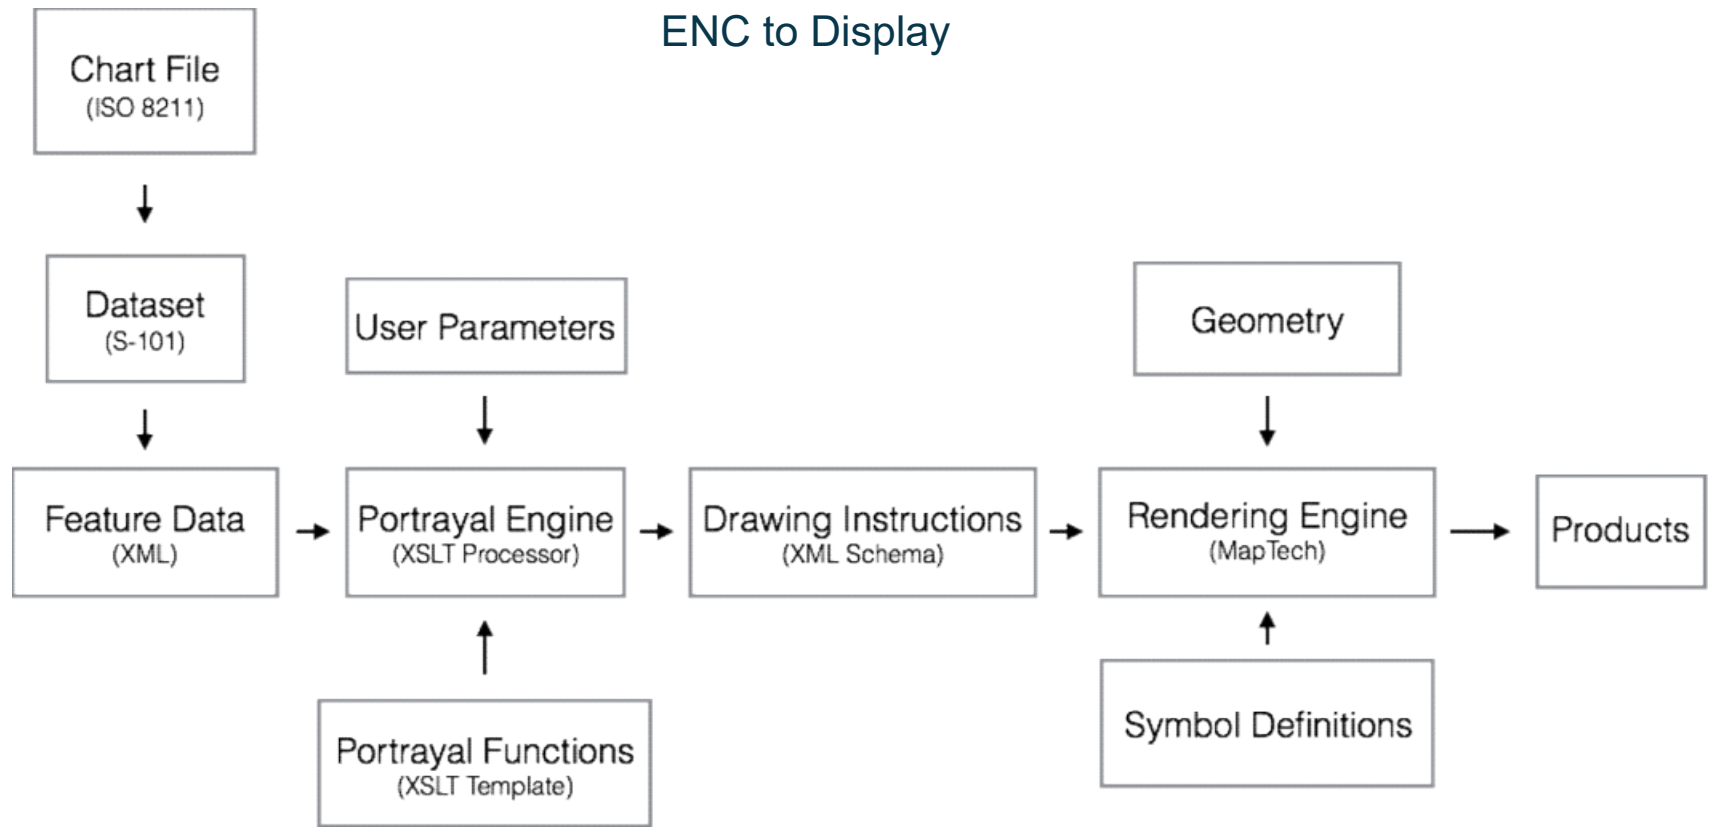 ENC to Display
Chart File
(ISO 8211)
Dataset
(S-101)
User Parameters
Geometry
Feature Data
(XML)
Portrayal Engine
(XSLT Processor)
Drawing Instructions
(XML Schema)
Rendering Engine
(MapTech)
Products
Portrayal Functions
(XSLT Template)
Symbol Definitions